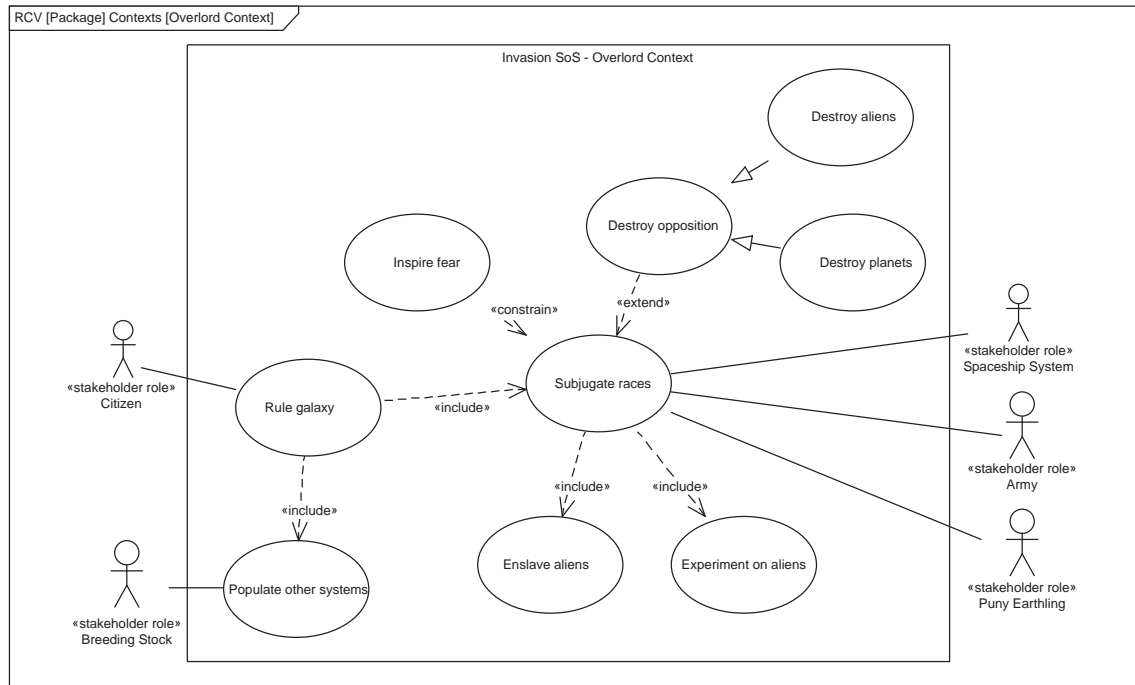 RCV [Package] Contexts [Overlord Context]
Invasion SoS - Overlord Context
Destroy aliens
Destroy opposition
Inspire fear
Destroy planets
«constrain»
«extend»
«stakeholder role»
Spaceship System
«stakeholder role»
Citizen
Subjugate races
Rule galaxy
«include»
«stakeholder role»
Army
«include»
«include»
«include»
Enslave aliens
Experiment on aliens
Populate other systems
«stakeholder role»
Puny Earthling
«stakeholder role»
Breeding Stock